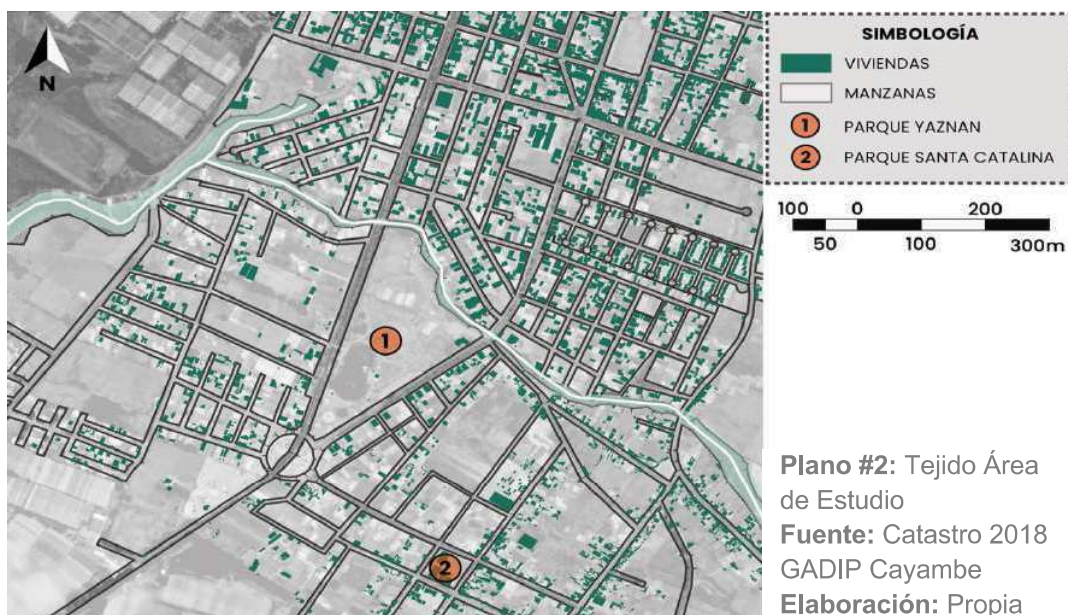 N
1
2
SIMBOLOGÍA
VIVIENDAS
MANZANAS
1 PARQUE YAZNAN
2 PARQUE SANTA CATALINA
100 0 200
50 100 300m
Plano #2: Tejido Área
de Estudio
Fuente: Catastro 2018
GADIP Cayambe
Elaboración: Propia